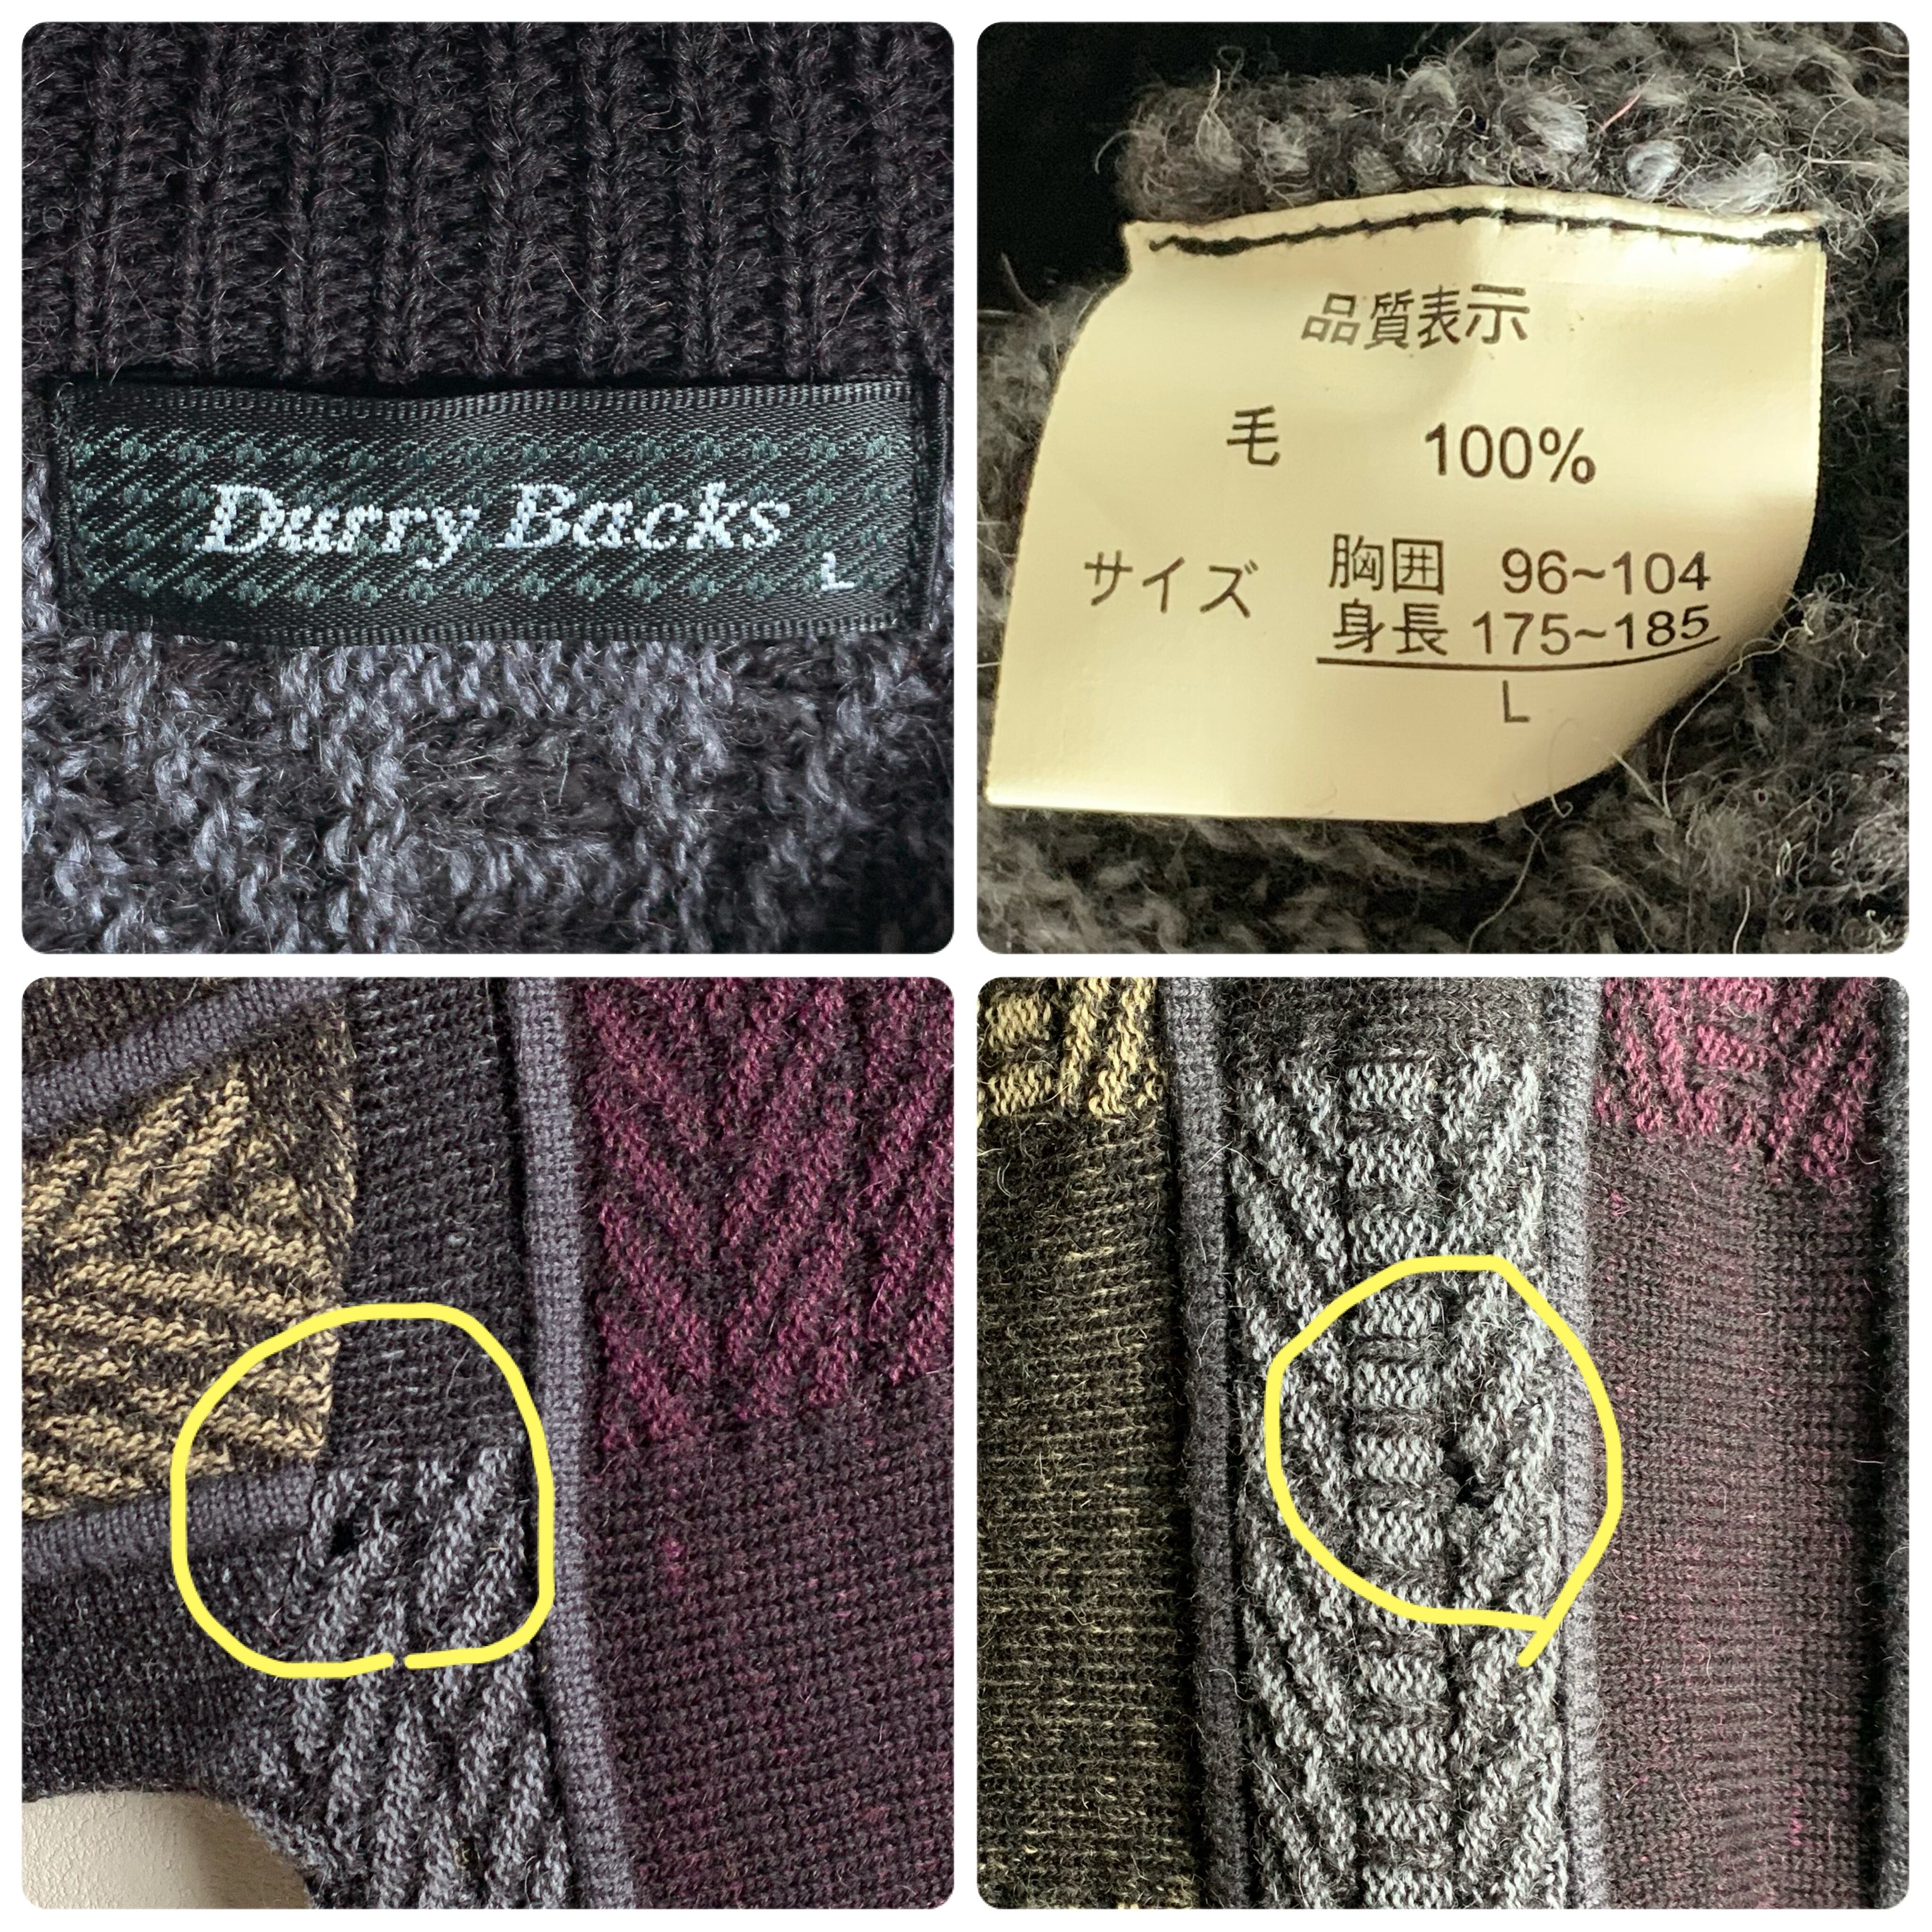 Durry Backs
L
品質表示
毛 100%
サイズ 胸囲 96~104
身長 175~185
L